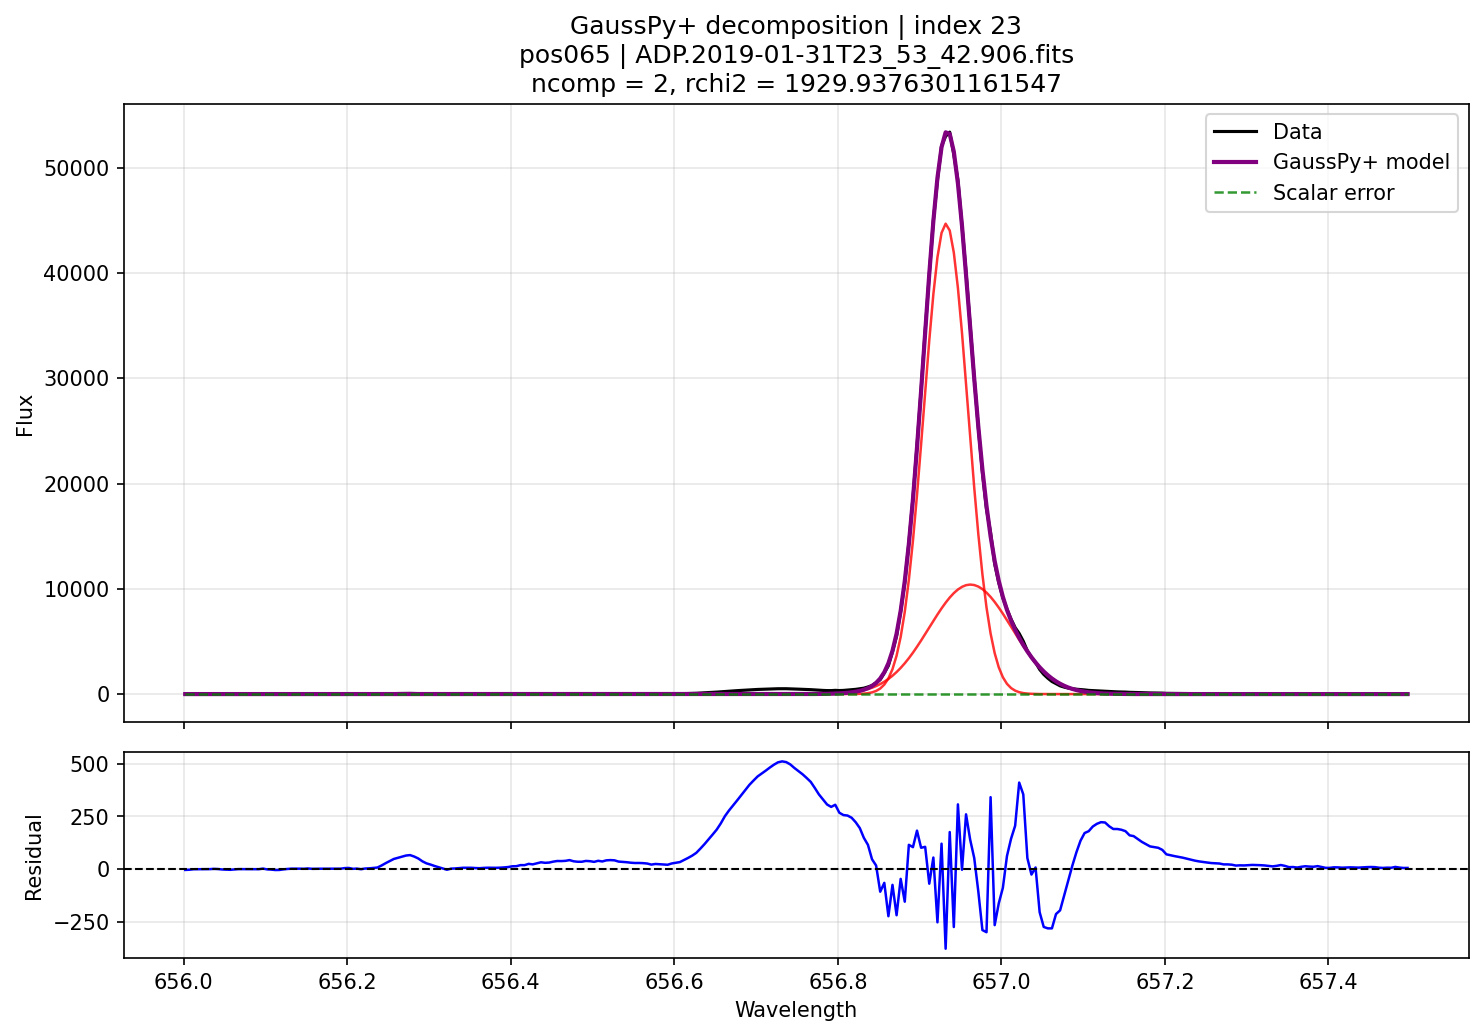 GaussPy+ decomposition | index 23
pos065 | ADP.2019-01-31T23_53_42.906.fits
ncomp = 2, rchi2 = 1929.9376301161547
Data
GaussPy+ model
Scalar error
Flux
50000
40000
30000
20000
10000
0
Residual
500
250
0
−250
656.0 656.2 656.4 656.6 656.8 657.0 657.2 657.4
Wavelength